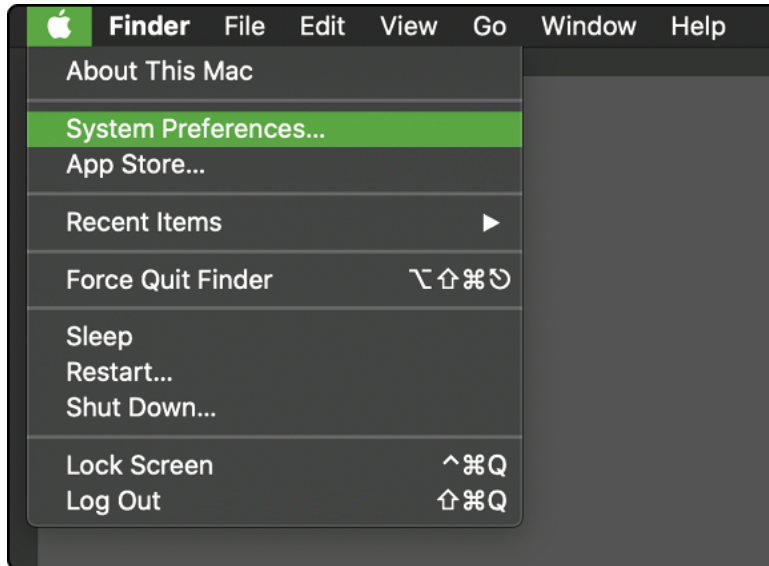 Finder File Edit View Go Window Help
About This Mac
System Preferences...
App Store...
Recent Items ▶
Force Quit Finder ⌥⇧⌘⎋
Sleep
Restart...
Shut Down...
Lock Screen ^⌘Q
Log Out ⇧⌘Q